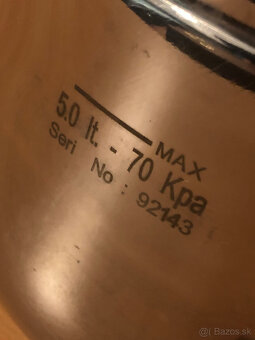 MAX
5.0 lt. - 70 Kpa
Seri No : 92143
© Bazos.sk